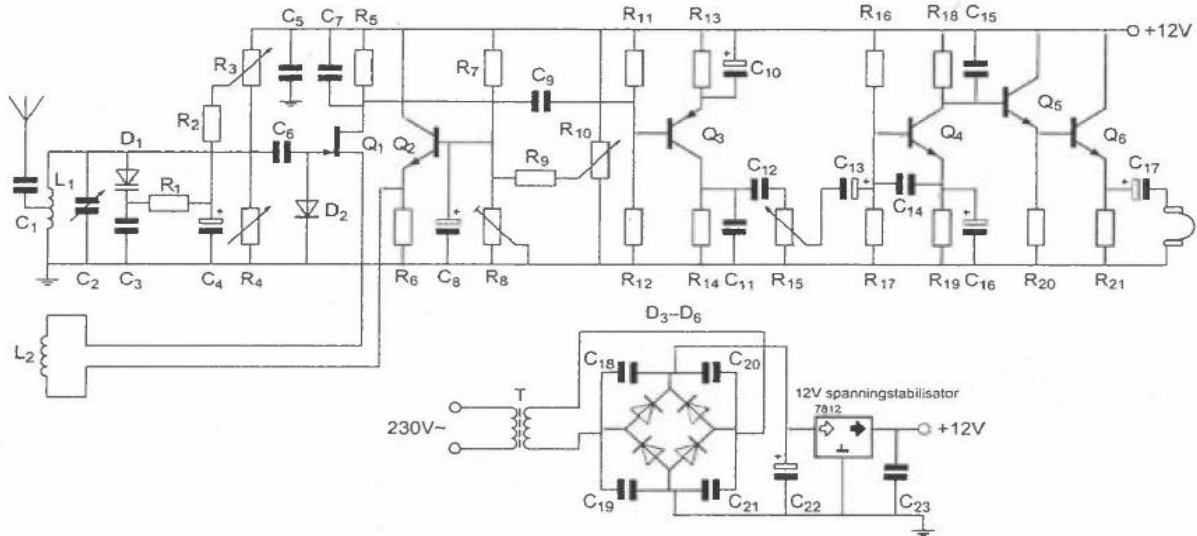 C5 C7 R5 R11 R13 R16 R18 C15
+12V
R3 R7 C9 C10
R2 R10 Q5
D1 C6 Q1 Q2 Q3 Q4 Q6
L1 R1 R9 C12 C13 C17
C1 D2 C14
C2 C3 C4 R4 R6 C8 R8 R12 R14 C11 R15 R17 R19 C16 R20 R21
D3–D6
L2 C18 C20
T 12V spanningstabilisator
7812
230V~ +12V
C19 C21 C22 C23